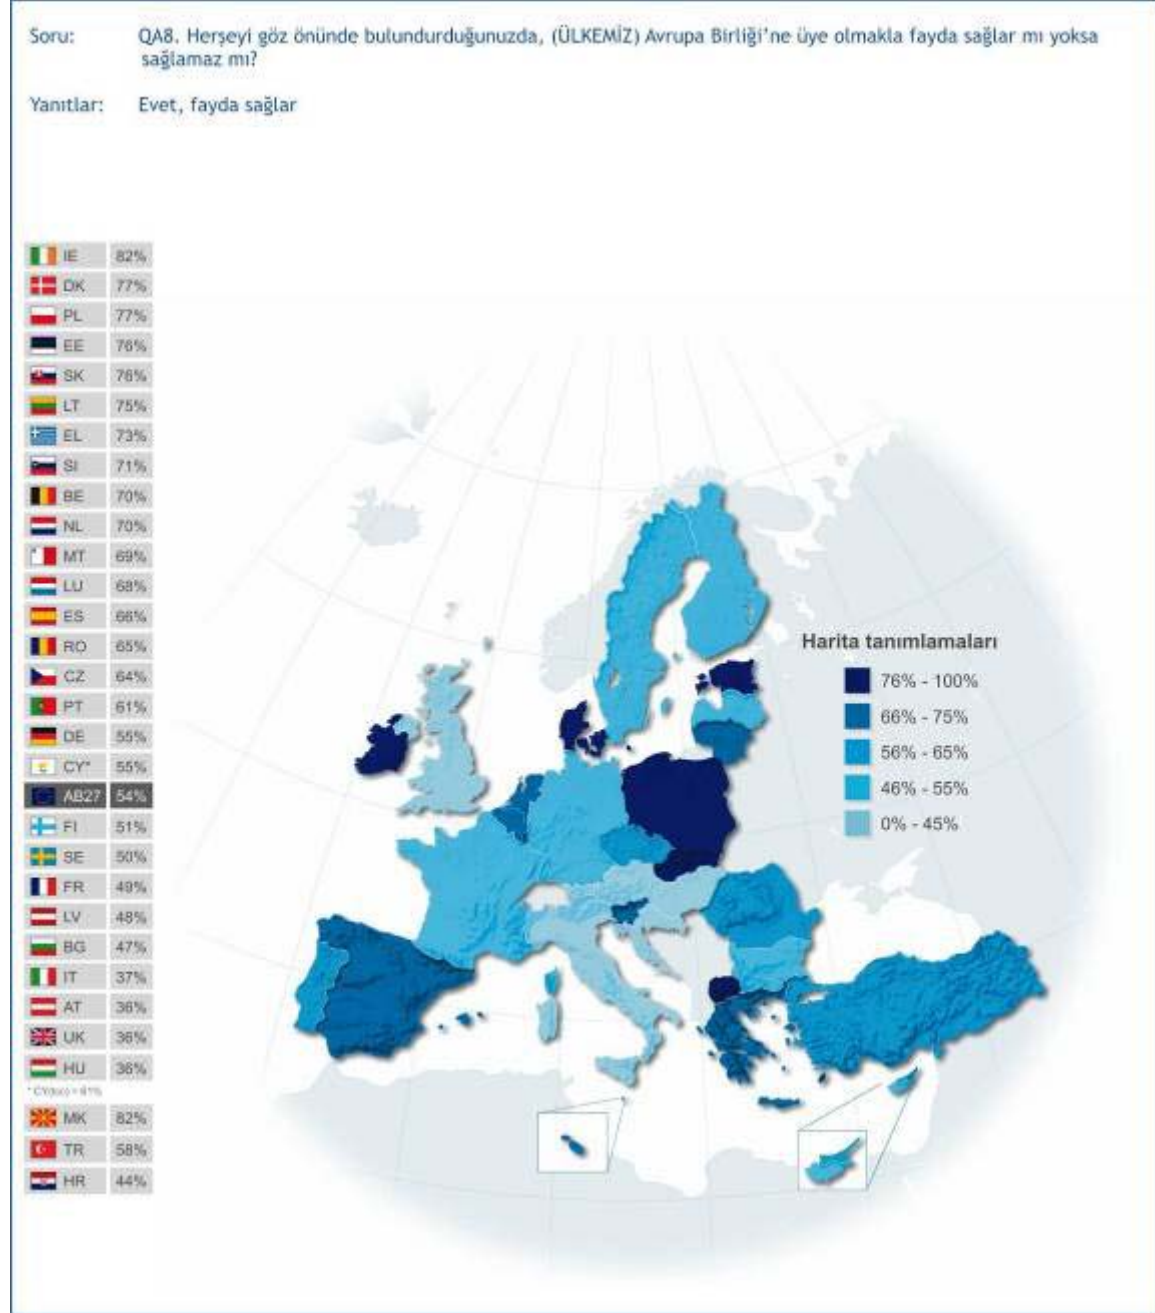 Soru: QA8. Herşeyi göz önünde bulundurduğunuzda, (ÜLKEMİZ) Avrupa Birliği'ne üye olmakla fayda sağlar mı yoksa
sağlamaz mı?
Yanıtlar: Evet, fayda sağlar
IE 82%
DK 77%
PL 77%
EE 76%
SK 76%
LT 75%
EL 73%
SI 71%
BE 70%
NL 70%
MT 69%
LU 68%
ES 66%
RO 65%
CZ 64%
PT 61%
DE 55%
CY* 55%
AB27 54%
FI 51%
SE 50%
FR 49%
LV 48%
BG 47%
IT 37%
AT 36%
UK 36%
HU 36%
MK 82%
TR 58%
HR 44%
Harita tanımlamaları
76% - 100%
66% - 75%
56% - 65%
46% - 55%
0% - 45%